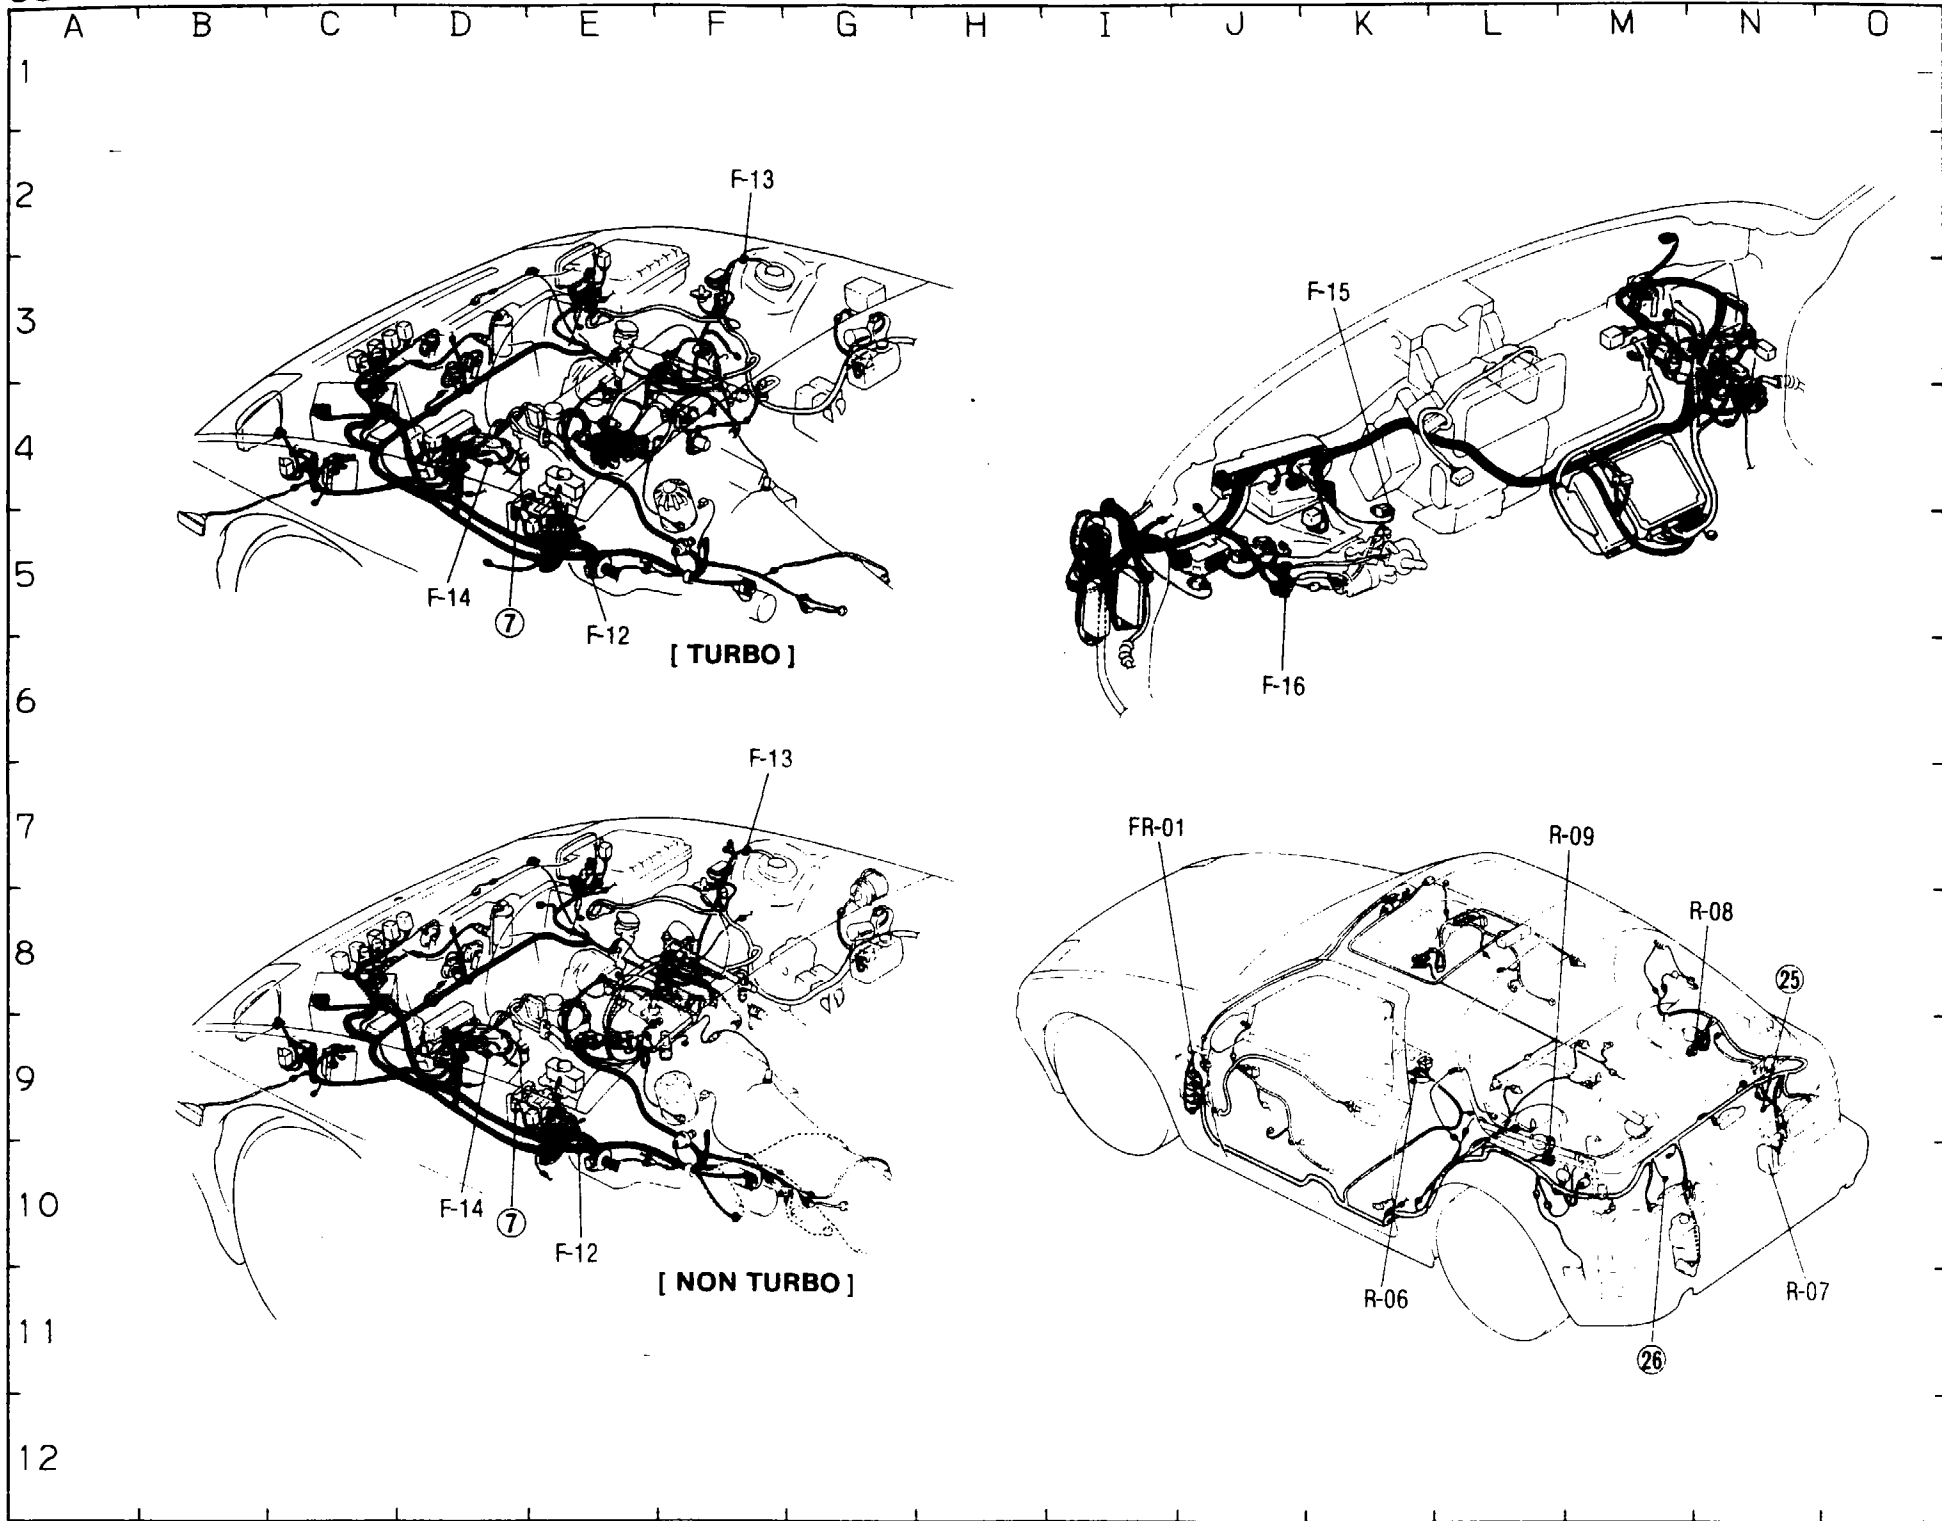 A B C D E F G H I J K L M N O
1
2
3
4
5
6
7
8
9
10
11
12
F-13
F-14
7
F-12
[ TURBO ]
F-15
F-16
F-13
F-14
7
F-12
[ NON TURBO ]
FR-01
R-09
R-08
25
R-06
R-07
26